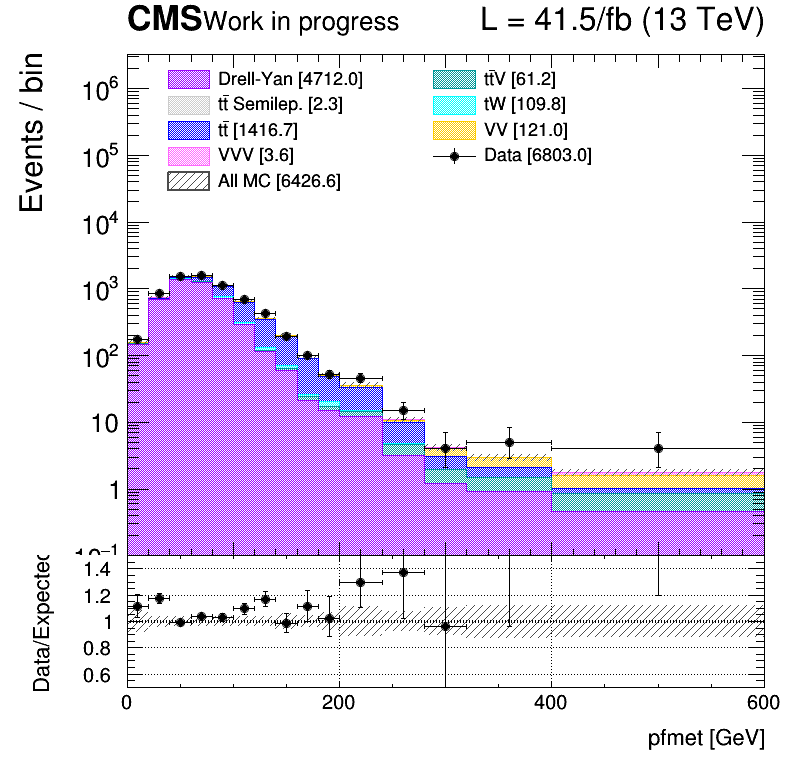 CMS Work in progress L = 41.5/fb (13 TeV)
Events / bin
Drell-Yan [4712.0]
tt̄ Semilep. [2.3]
tt̄ [1416.7]
VVV [3.6]
All MC [6426.6]
tt̄V [61.2]
tW [109.8]
VV [121.0]
Data [6803.0]
10⁶
10⁵
10⁴
10³
10²
10
1
10⁻¹
Data/Expected
1.4
1.2
1
0.8
0.6
0 200 400 600
pfmet [GeV]